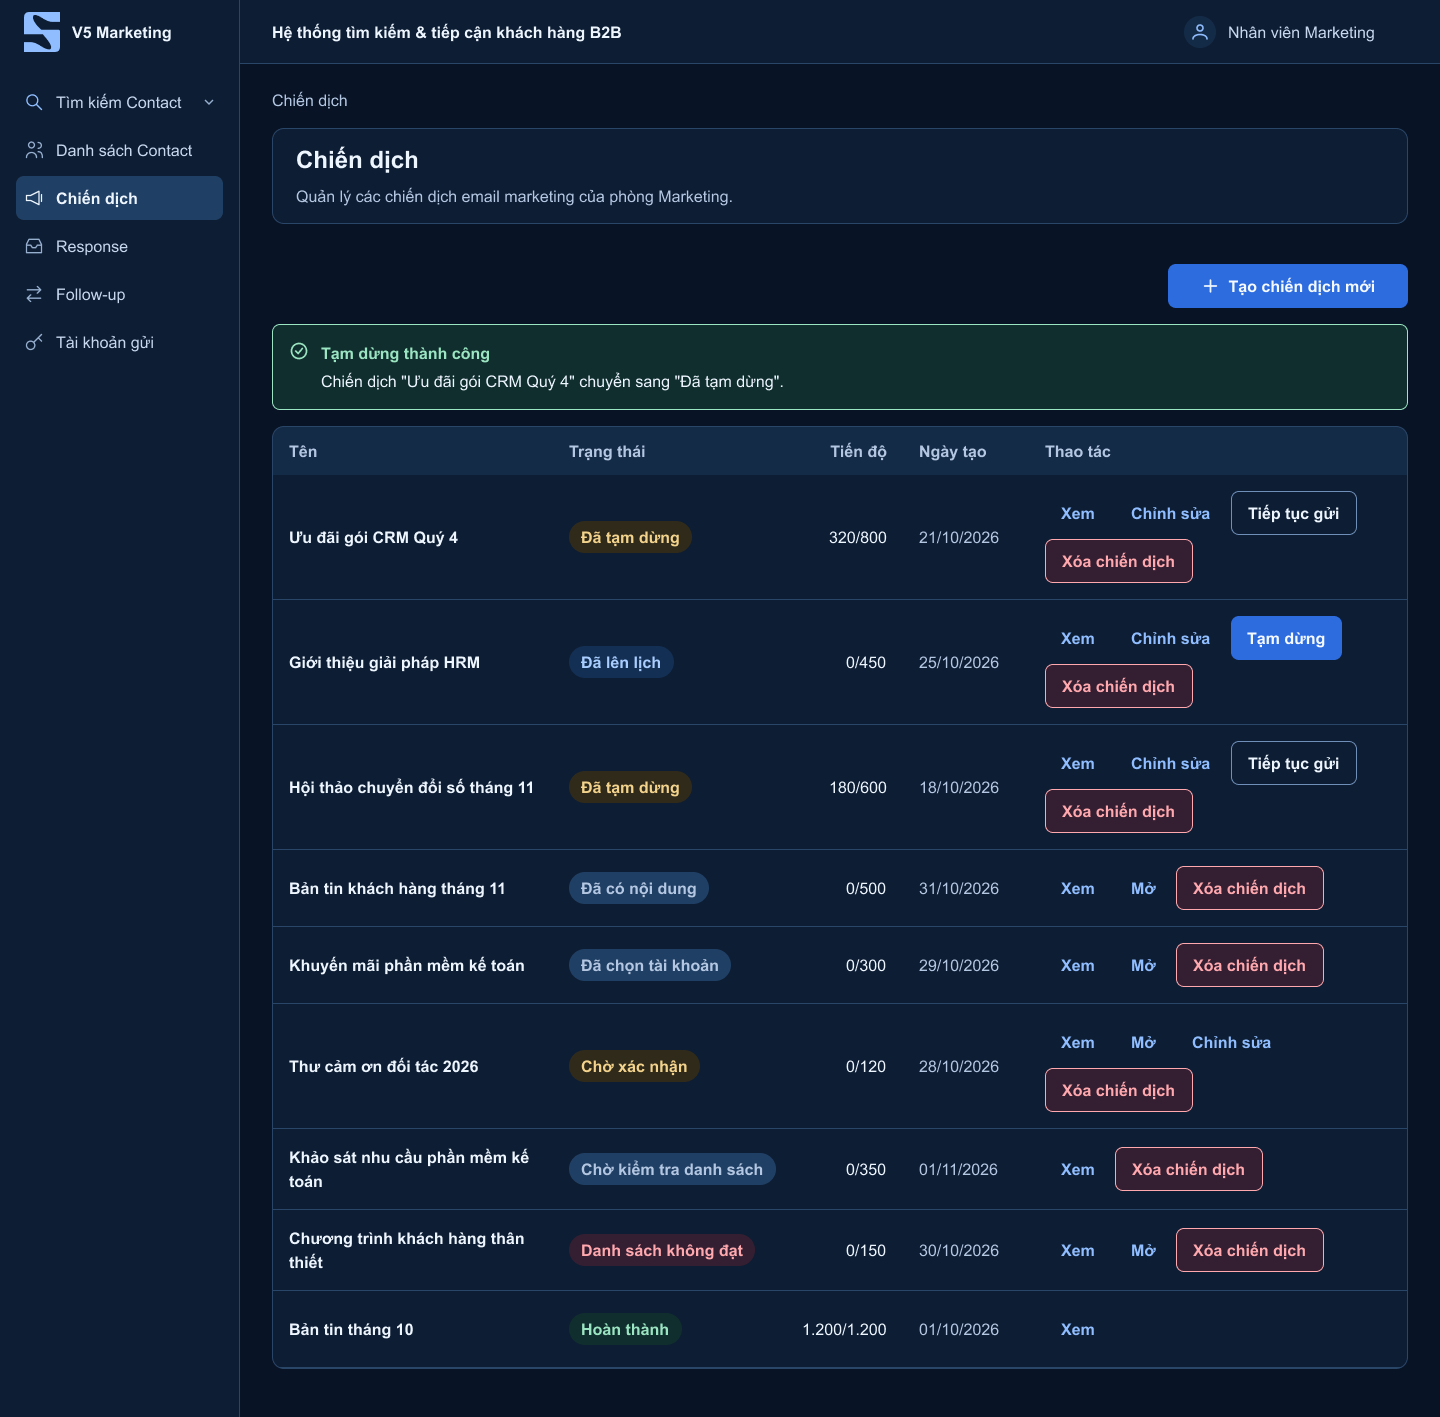 V5 Marketing
Hệ thống tìm kiếm & tiếp cận khách hàng B2B
Nhân viên Marketing
Tìm kiếm Contact
Danh sách Contact
Chiến dịch
Response
Follow-up
Tài khoản gửi
Chiến dịch
Chiến dịch
Quản lý các chiến dịch email marketing của phòng Marketing.
Tạo chiến dịch mới
Tạm dừng thành công
Chiến dịch "Ưu đãi gói CRM Quý 4" chuyển sang "Đã tạm dừng".
Tên Trạng thái Tiến độ Ngày tạo Thao tác
Ưu đãi gói CRM Quý 4 Đã tạm dừng 320/800 21/10/2026 Xem Chỉnh sửa Tiếp tục gửi
Xóa chiến dịch
Giới thiệu giải pháp HRM Đã lên lịch 0/450 25/10/2026 Xem Chỉnh sửa Tạm dừng
Xóa chiến dịch
Hội thảo chuyển đổi số tháng 11 Đã tạm dừng 180/600 18/10/2026 Xem Chỉnh sửa Tiếp tục gửi
Xóa chiến dịch
Bản tin khách hàng tháng 11 Đã có nội dung 0/500 31/10/2026 Xem Mở Xóa chiến dịch
Khuyến mãi phần mềm kế toán Đã chọn tài khoản 0/300 29/10/2026 Xem Mở Xóa chiến dịch
Thư cảm ơn đối tác 2026 Chờ xác nhận 0/120 28/10/2026 Xem Mở Chỉnh sửa
Xóa chiến dịch
Khảo sát nhu cầu phần mềm kế
toán Chờ kiểm tra danh sách 0/350 01/11/2026 Xem Xóa chiến dịch
Chương trình khách hàng thân
thiết Danh sách không đạt 0/150 30/10/2026 Xem Mở Xóa chiến dịch
Bản tin tháng 10 Hoàn thành 1.200/1.200 01/10/2026 Xem